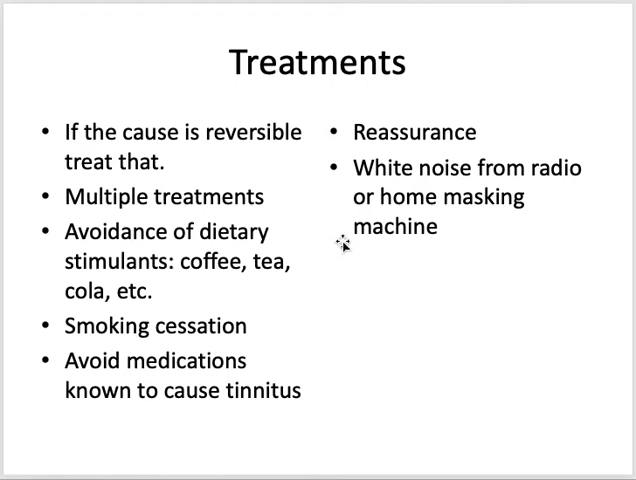 Treatments
• If the cause is reversible
treat that.
• Multiple treatments
• Avoidance of dietary
stimulants: coffee, tea,
cola, etc.
• Smoking cessation
• Avoid medications
known to cause tinnitus
• Reassurance
• White noise from radio
or home masking
machine